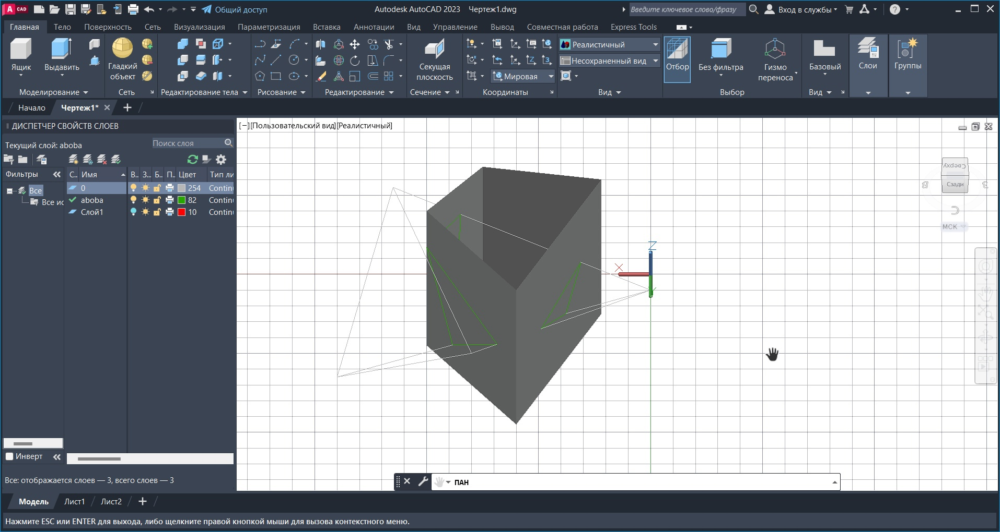 A CAD
Общий доступ
Autodesk AutoCAD 2023 Чертеж1.dwg
Введите ключевое слово/фразу
Вход в службы
?
Главная Тело Поверхность Сеть Визуализация Параметризация Вставка Аннотации Вид Управление Вывод Совместная работа Express Tools
Ящик
Выдавить
Гладкий
объект
Секущая
плоскость
Мировая
Реалистичный
Несохраненный вид
Отбор
Без фильтра
Гизмо
переноса
Базовый
Слои
Группы
Моделирование
Сеть
Редактирование тела
Рисование
Редактирование
Сечение
Координаты
Вид
Выбор
Вид
Начало
Чертеж1*
ДИСПЕТЧЕР СВОЙСТВ СЛОЕВ
Текущий слой: aboba
Поиск слоя
Фильтры
С.. Имя В.. З... Б.. П.. Цвет Тип ли
Все
Все ис
0 254 Contin
aboba 82 Contin
Слой1 10 Contin
Инверт
Все: отображается слоев — 3, всего слоев — 3
[−][Пользовательский вид][Реалистичный]
Z
X
Сверху
Сзади
В
З
С
МСК
ПАН
Модель Лист1 Лист2
Нажмите ESC или ENTER для выхода, либо щелкните правой кнопкой мыши для вызова контекстного меню.